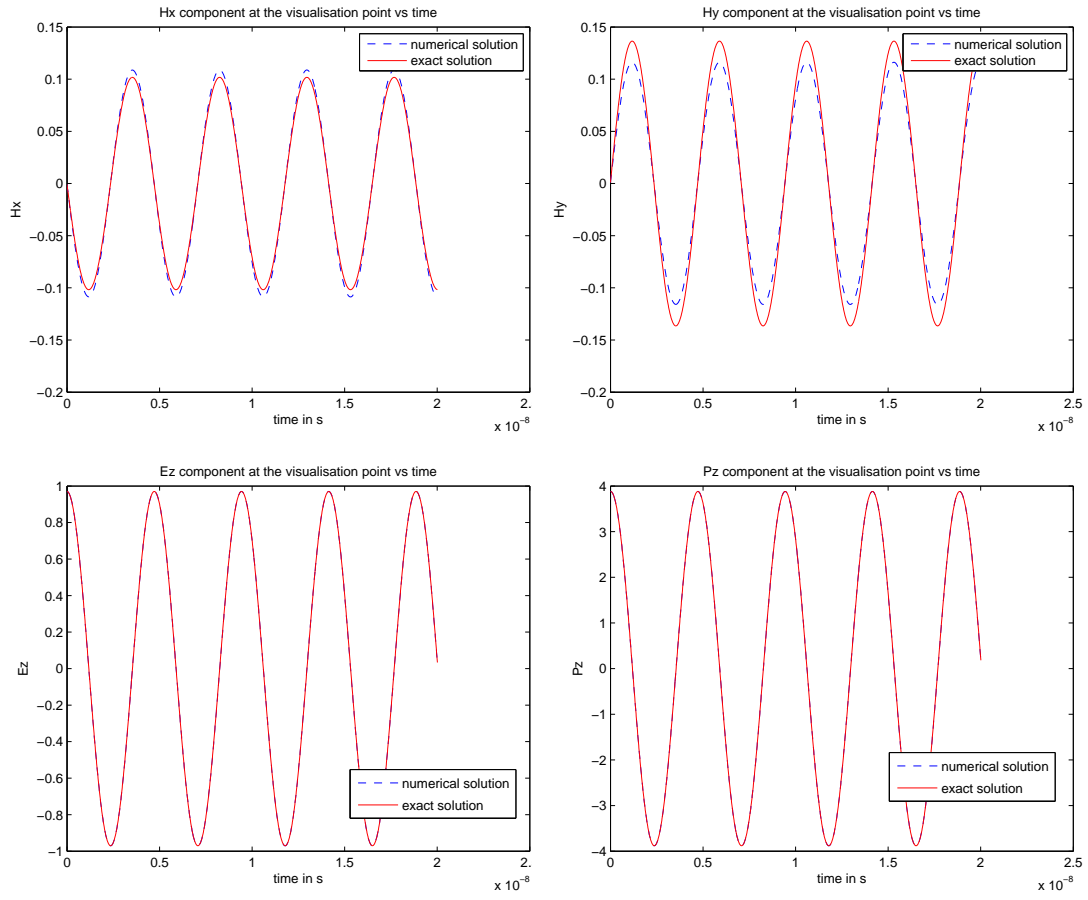 Hx component at the visualisation point vs time
0.15
0.1
0.05
0
−0.05
−0.1
−0.15
−0.2
Hx
numerical solution
exact solution
0 0.5 1 1.5 2 2.
time in s
x 10⁻⁸
Hy component at the visualisation point vs time
0.15
0.1
0.05
0
−0.05
−0.1
−0.15
−0.2
Hy
numerical solution
exact solution
0 0.5 1 1.5 2 2.5
time in s
x 10⁻⁸
Ez component at the visualisation point vs time
1
0.8
0.6
0.4
0.2
0
−0.2
−0.4
−0.6
−0.8
−1
Ez
numerical solution
exact solution
0 0.5 1 1.5 2 2.
time in s
x 10⁻⁸
Pz component at the visualisation point vs time
4
3
2
1
0
−1
−2
−3
−4
Pz
numerical solution
exact solution
0 0.5 1 1.5 2 2.5
time in s
x 10⁻⁸